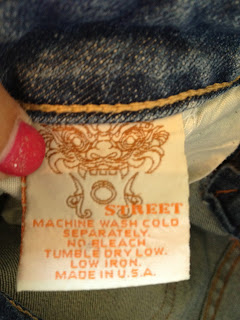 STREET
MACHINE WASH COLD
SEPARATELY.
NO BLEACH.
TUMBLE DRY LOW.
LOW IRON.
MADE IN U.S.A.